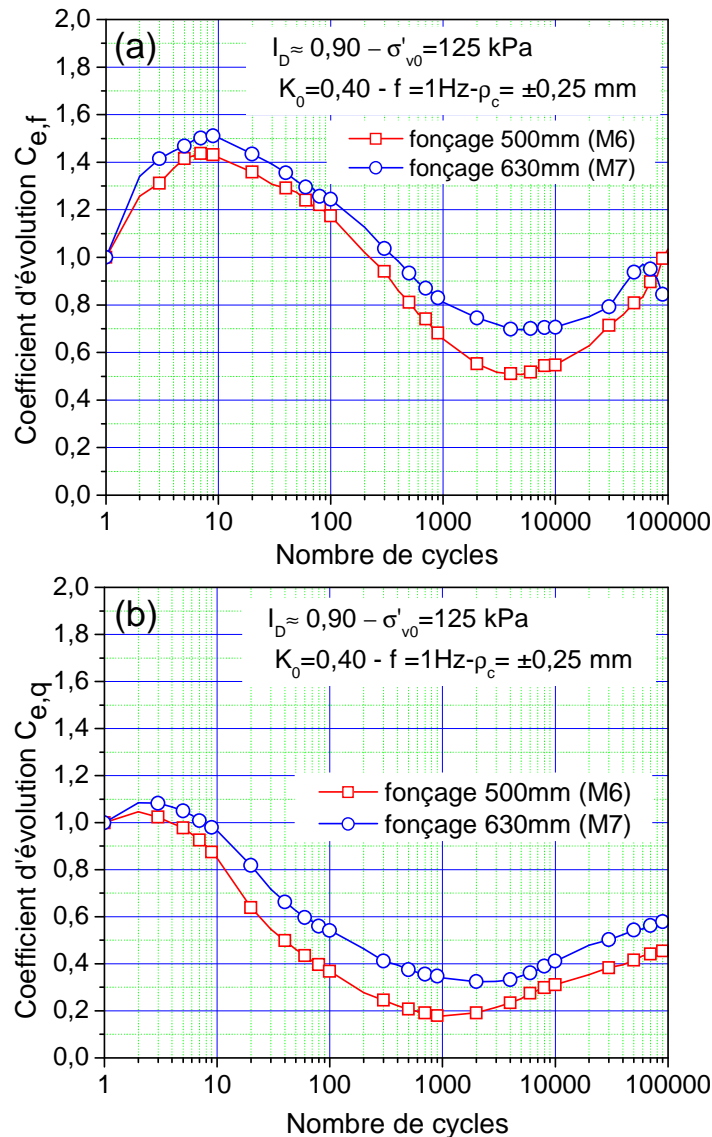 (a)
I_D≈ 0,90 – σ'_v0=125 kPa
K_0=0,40 - f =1Hz-ρ_c= ±0,25 mm
fonçage 500mm (M6)
fonçage 630mm (M7)
Coefficient d'évolution C_e,f
2,0
1,8
1,6
1,4
1,2
1,0
0,8
0,6
0,4
0,2
0,0
1 10 100 1000 10000 100000
Nombre de cycles
(b)
I_D≈ 0,90 – σ'_v0=125 kPa
K_0=0,40 - f =1Hz-ρ_c= ±0,25 mm
fonçage 500mm (M6)
fonçage 630mm (M7)
Coefficient d'évolution C_e,q
2,0
1,8
1,6
1,4
1,2
1,0
0,8
0,6
0,4
0,2
0,0
1 10 100 1000 10000 100000
Nombre de cycles